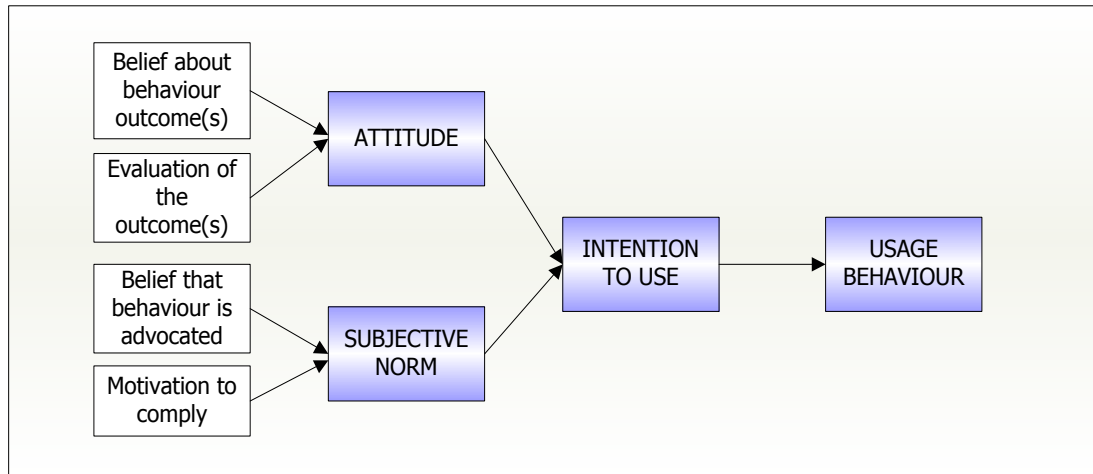 Belief about
behaviour
outcome(s)
Evaluation of
the
outcome(s)
Belief that
behaviour is
advocated
Motivation to
comply
ATTITUDE
SUBJECTIVE
NORM
INTENTION
TO USE
USAGE
BEHAVIOUR